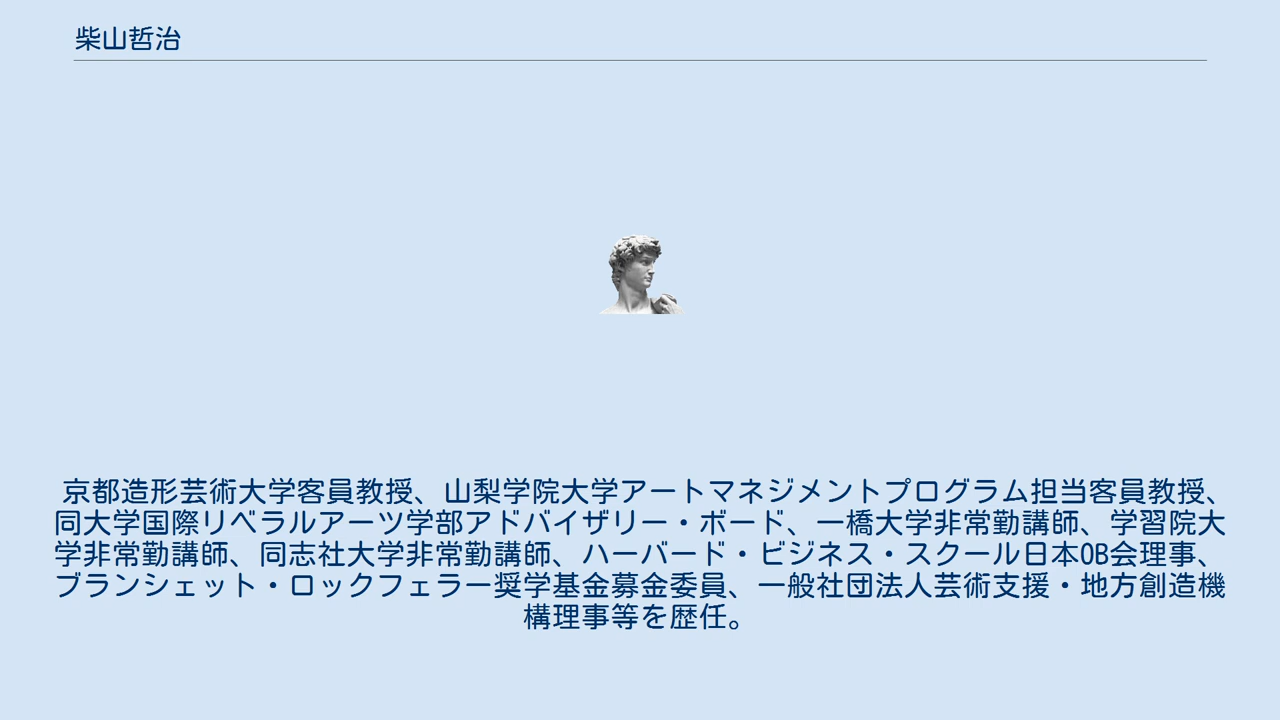 柴山哲治
京都造形芸術大学客員教授、山梨学院大学アートマネジメントプログラム担当客員教授、
同大学国際リベラルアーツ学部アドバイザリー・ボード、一橋大学非常勤講師、学習院大
学非常勤講師、同志社大学非常勤講師、ハーバード・ビジネス・スクール日本OB会理事、
ブランシェット・ロックフェラー奨学基金募金委員、一般社団法人芸術支援・地方創造機
構理事等を歴任。